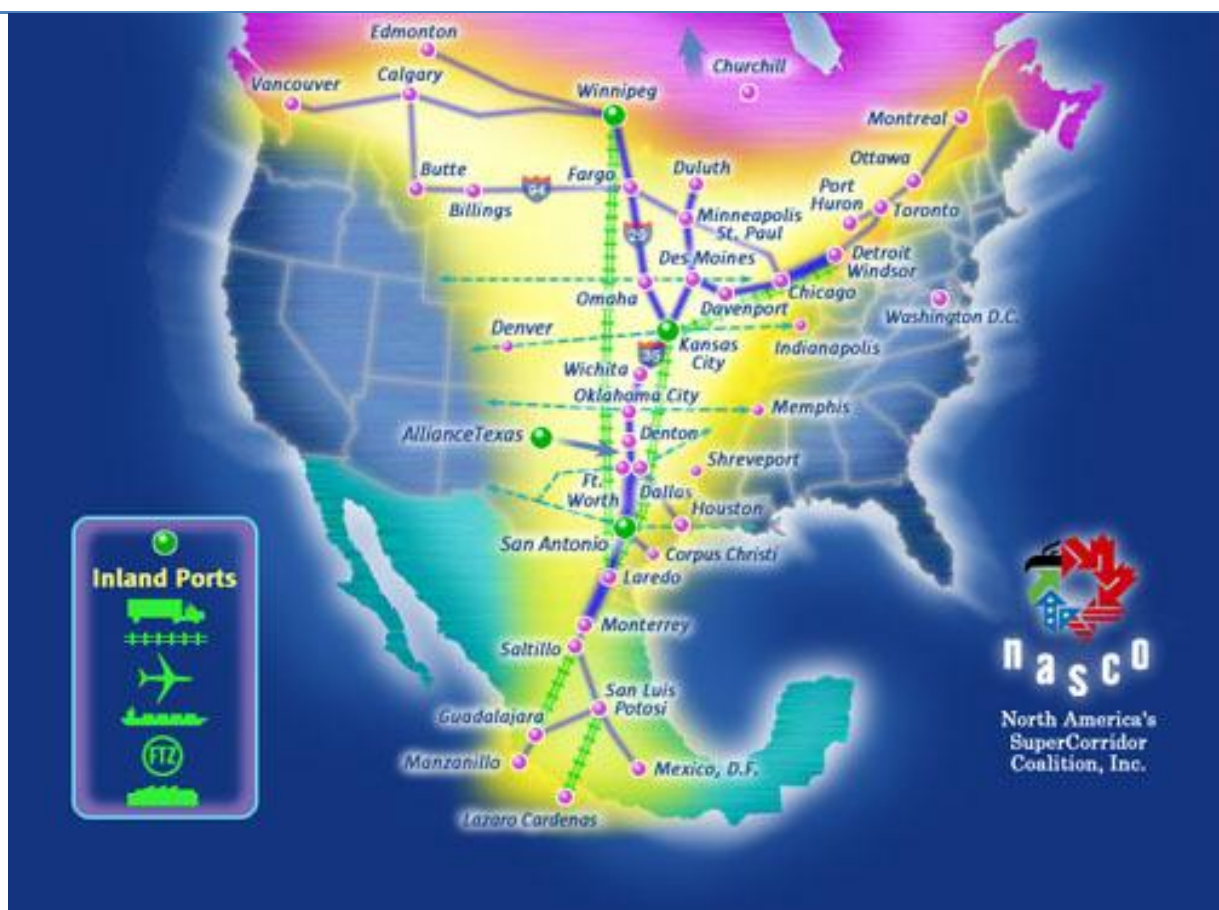 Edmonton
Churchill
Calgary
Vancouver
Winnipeg
Montreal
Ottawa
Butte
Fargo
Duluth
Port
Huron
Toronto
94
Billings
Minneapolis
St. Paul
29
Des Moines
Detroit
Windsor
Omaha
Chicago
Davenport
Washington D.C.
Denver
Kansas
City
Indianapolis
35
Wichita
Oklahoma City
Memphis
AllianceTexas
Denton
Shreveport
Ft.
Worth
Dallas
Houston
San Antonio
Corpus Christi
Laredo
Inland Ports
Monterrey
Saltillo
San Luis
Potosi
Guadalajara
Manzanillo
Mexico, D.F.
Lazaro Cardenas
FTZ
nasco
North America's
SuperCorridor
Coalition, Inc.